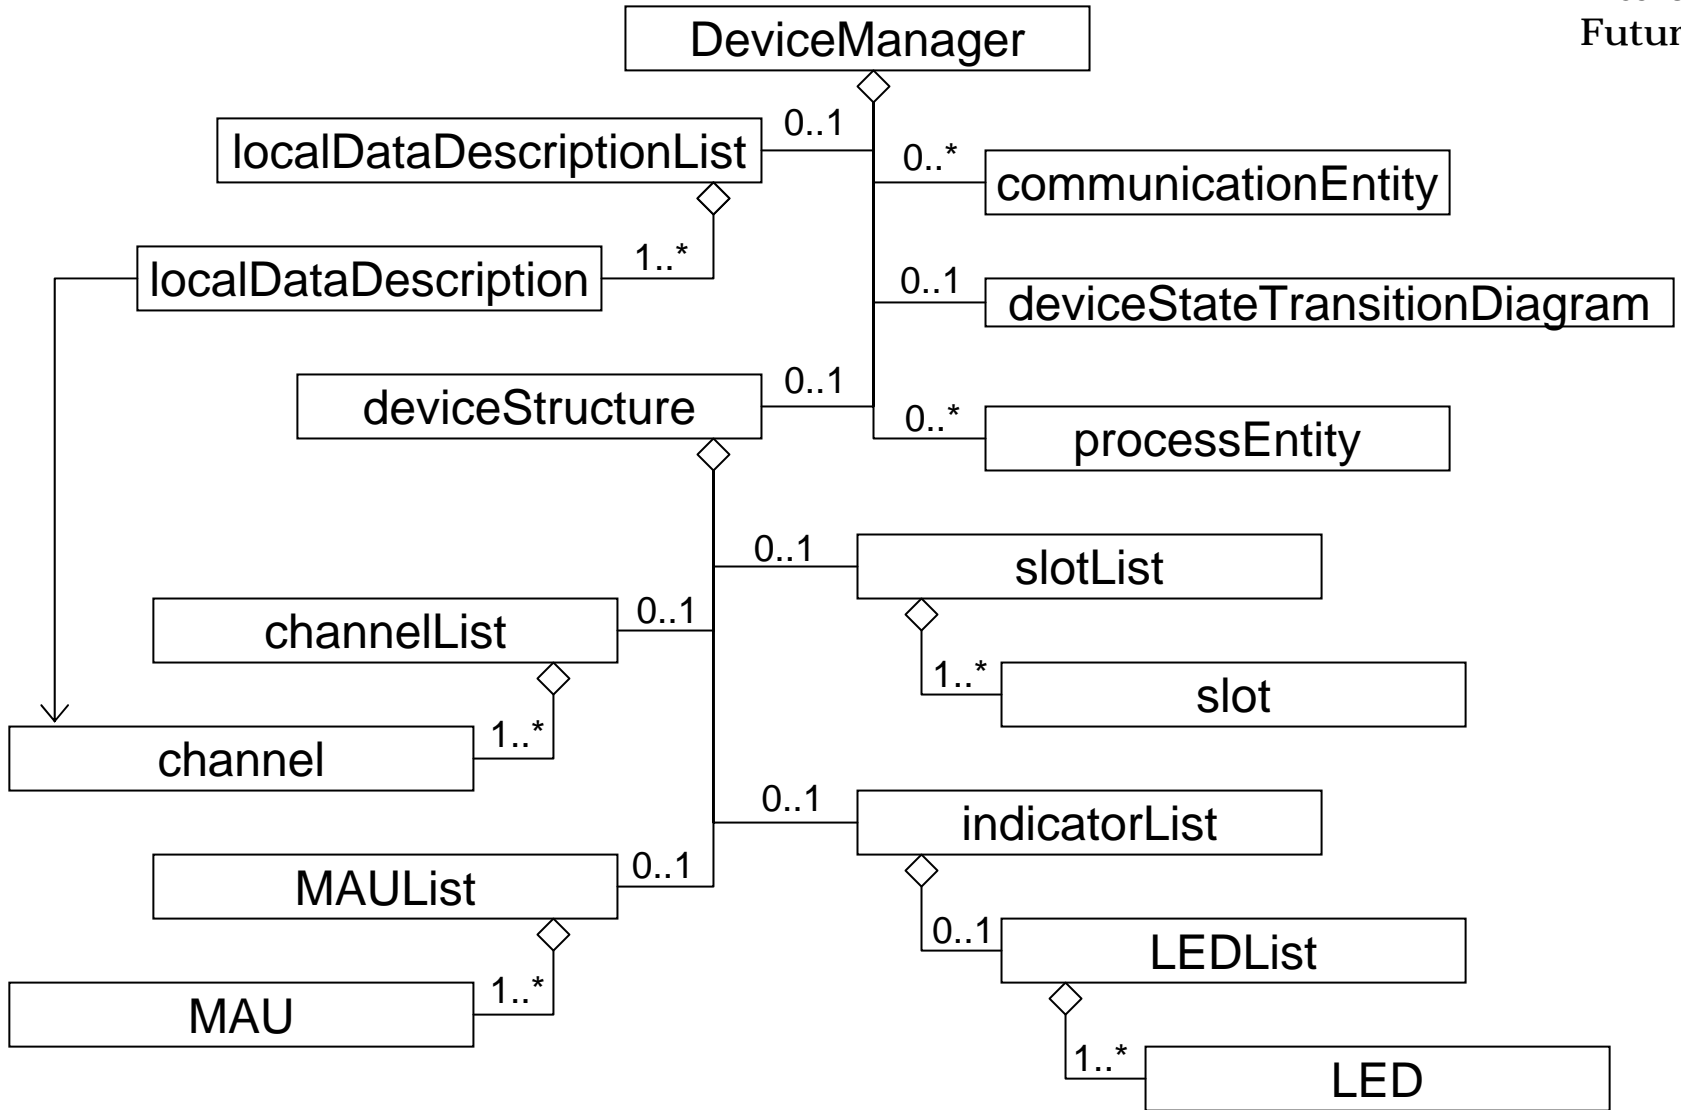 Futur
DeviceManager
0..1
localDataDescriptionList
0..*
communicationEntity
1..*
localDataDescription
0..1
deviceStateTransitionDiagram
0..1
deviceStructure
0..*
processEntity
0..1
slotList
0..1
channelList
1..*
slot
1..*
channel
0..1
indicatorList
0..1
MAUList
0..1
LEDList
1..*
MAU
1..*
LED